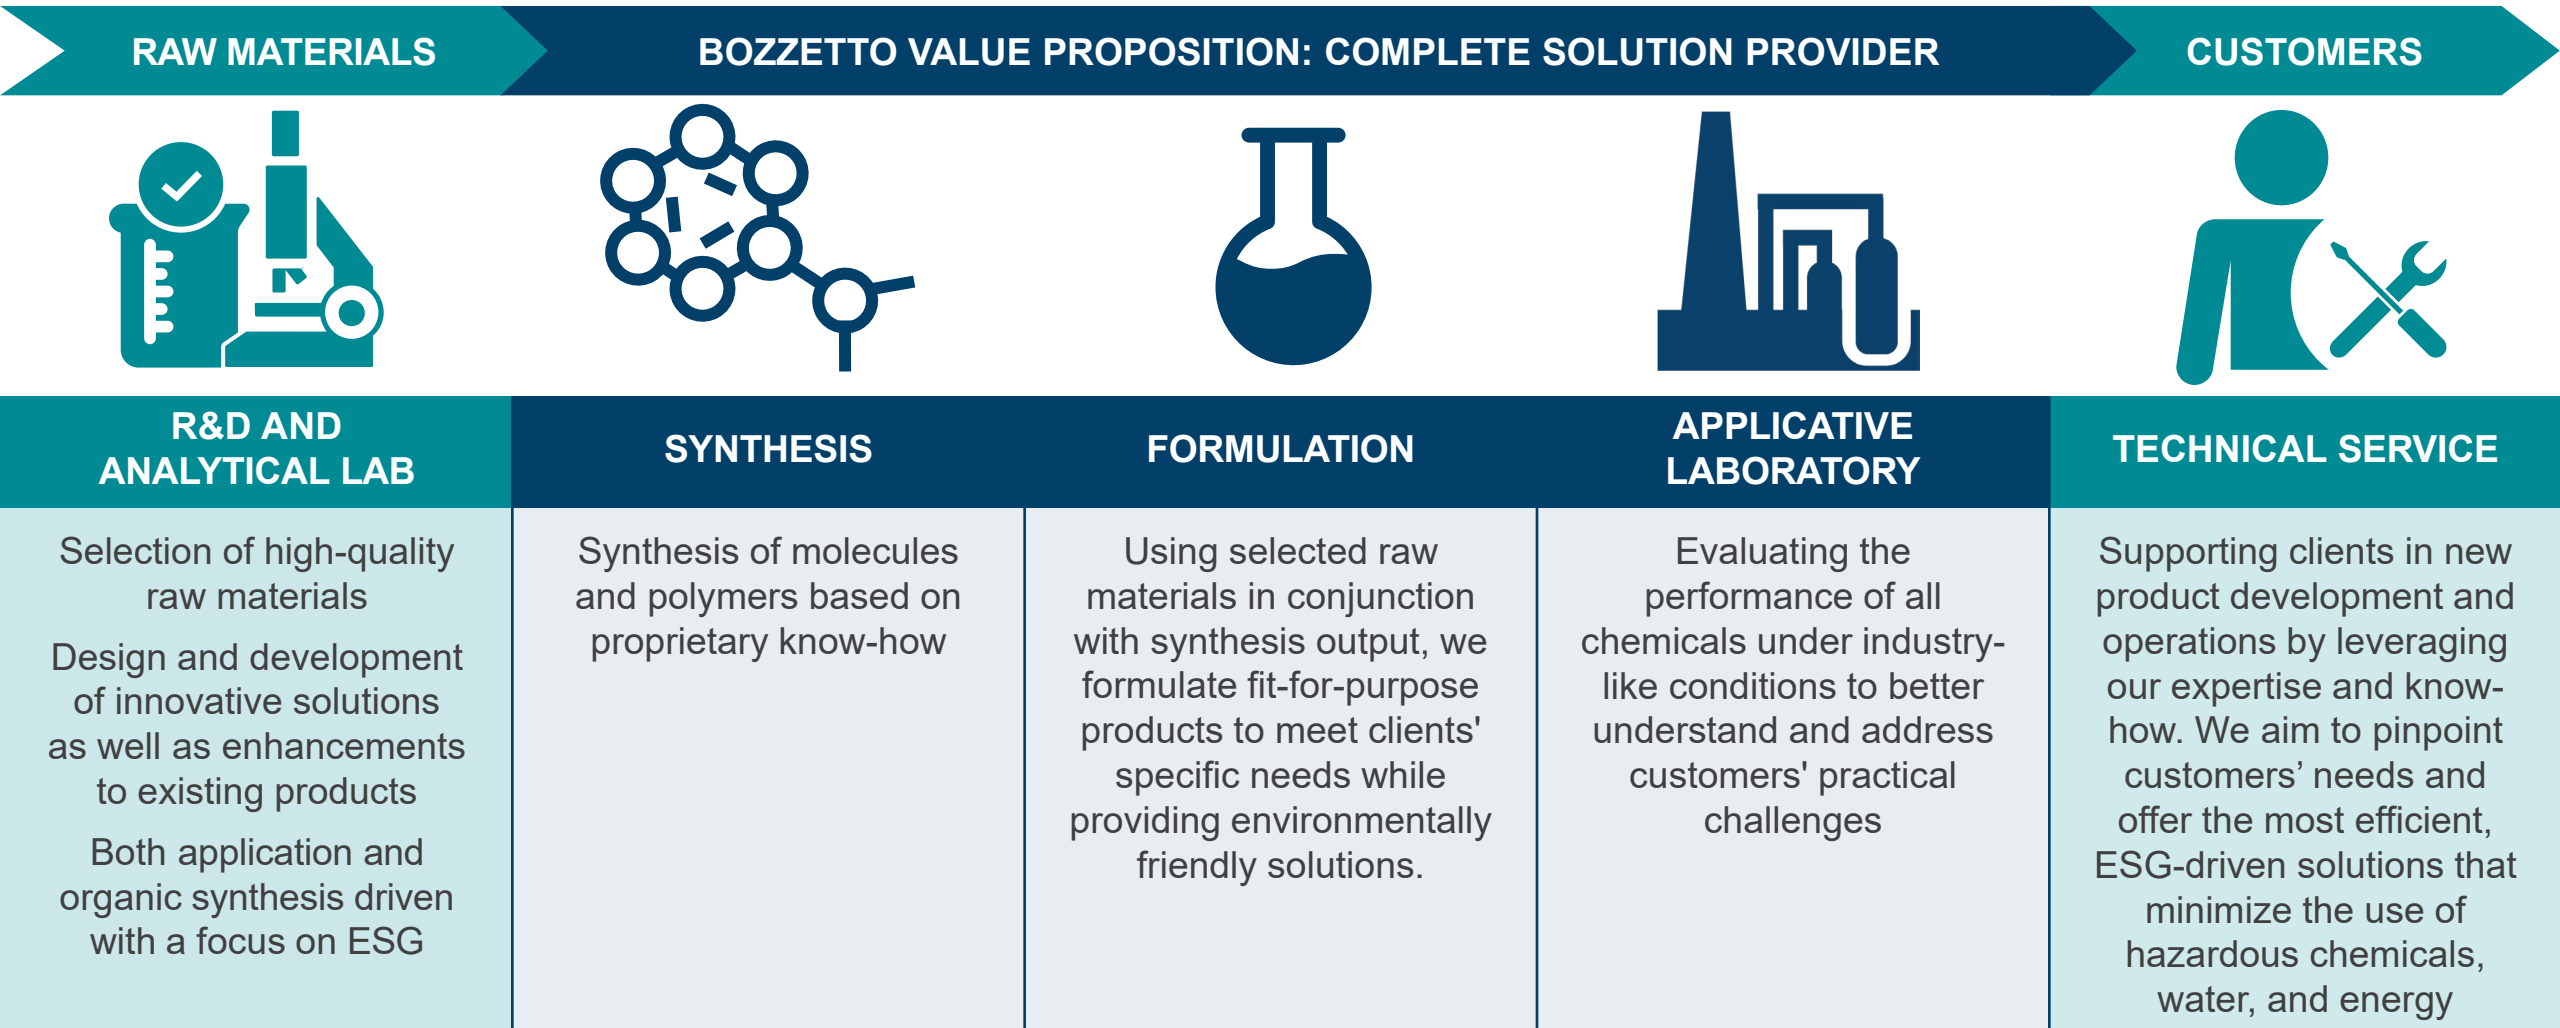 RAW MATERIALS
BOZZETTO VALUE PROPOSITION: COMPLETE SOLUTION PROVIDER
CUSTOMERS
R&D AND
ANALYTICAL LAB
Selection of high-quality
raw materials
Design and development
of innovative solutions
as well as enhancements
to existing products
Both application and
organic synthesis driven
with a focus on ESG
SYNTHESIS
Synthesis of molecules
and polymers based on
proprietary know-how
FORMULATION
Using selected raw
materials in conjunction
with synthesis output, we
formulate fit-for-purpose
products to meet clients'
specific needs while
providing environmentally
friendly solutions.
APPLICATIVE
LABORATORY
Evaluating the
performance of all
chemicals under industry-
like conditions to better
understand and address
customers' practical
challenges
TECHNICAL SERVICE
Supporting clients in new
product development and
operations by leveraging
our expertise and know-
how. We aim to pinpoint
customers’ needs and
offer the most efficient,
ESG-driven solutions that
minimize the use of
hazardous chemicals,
water, and energy